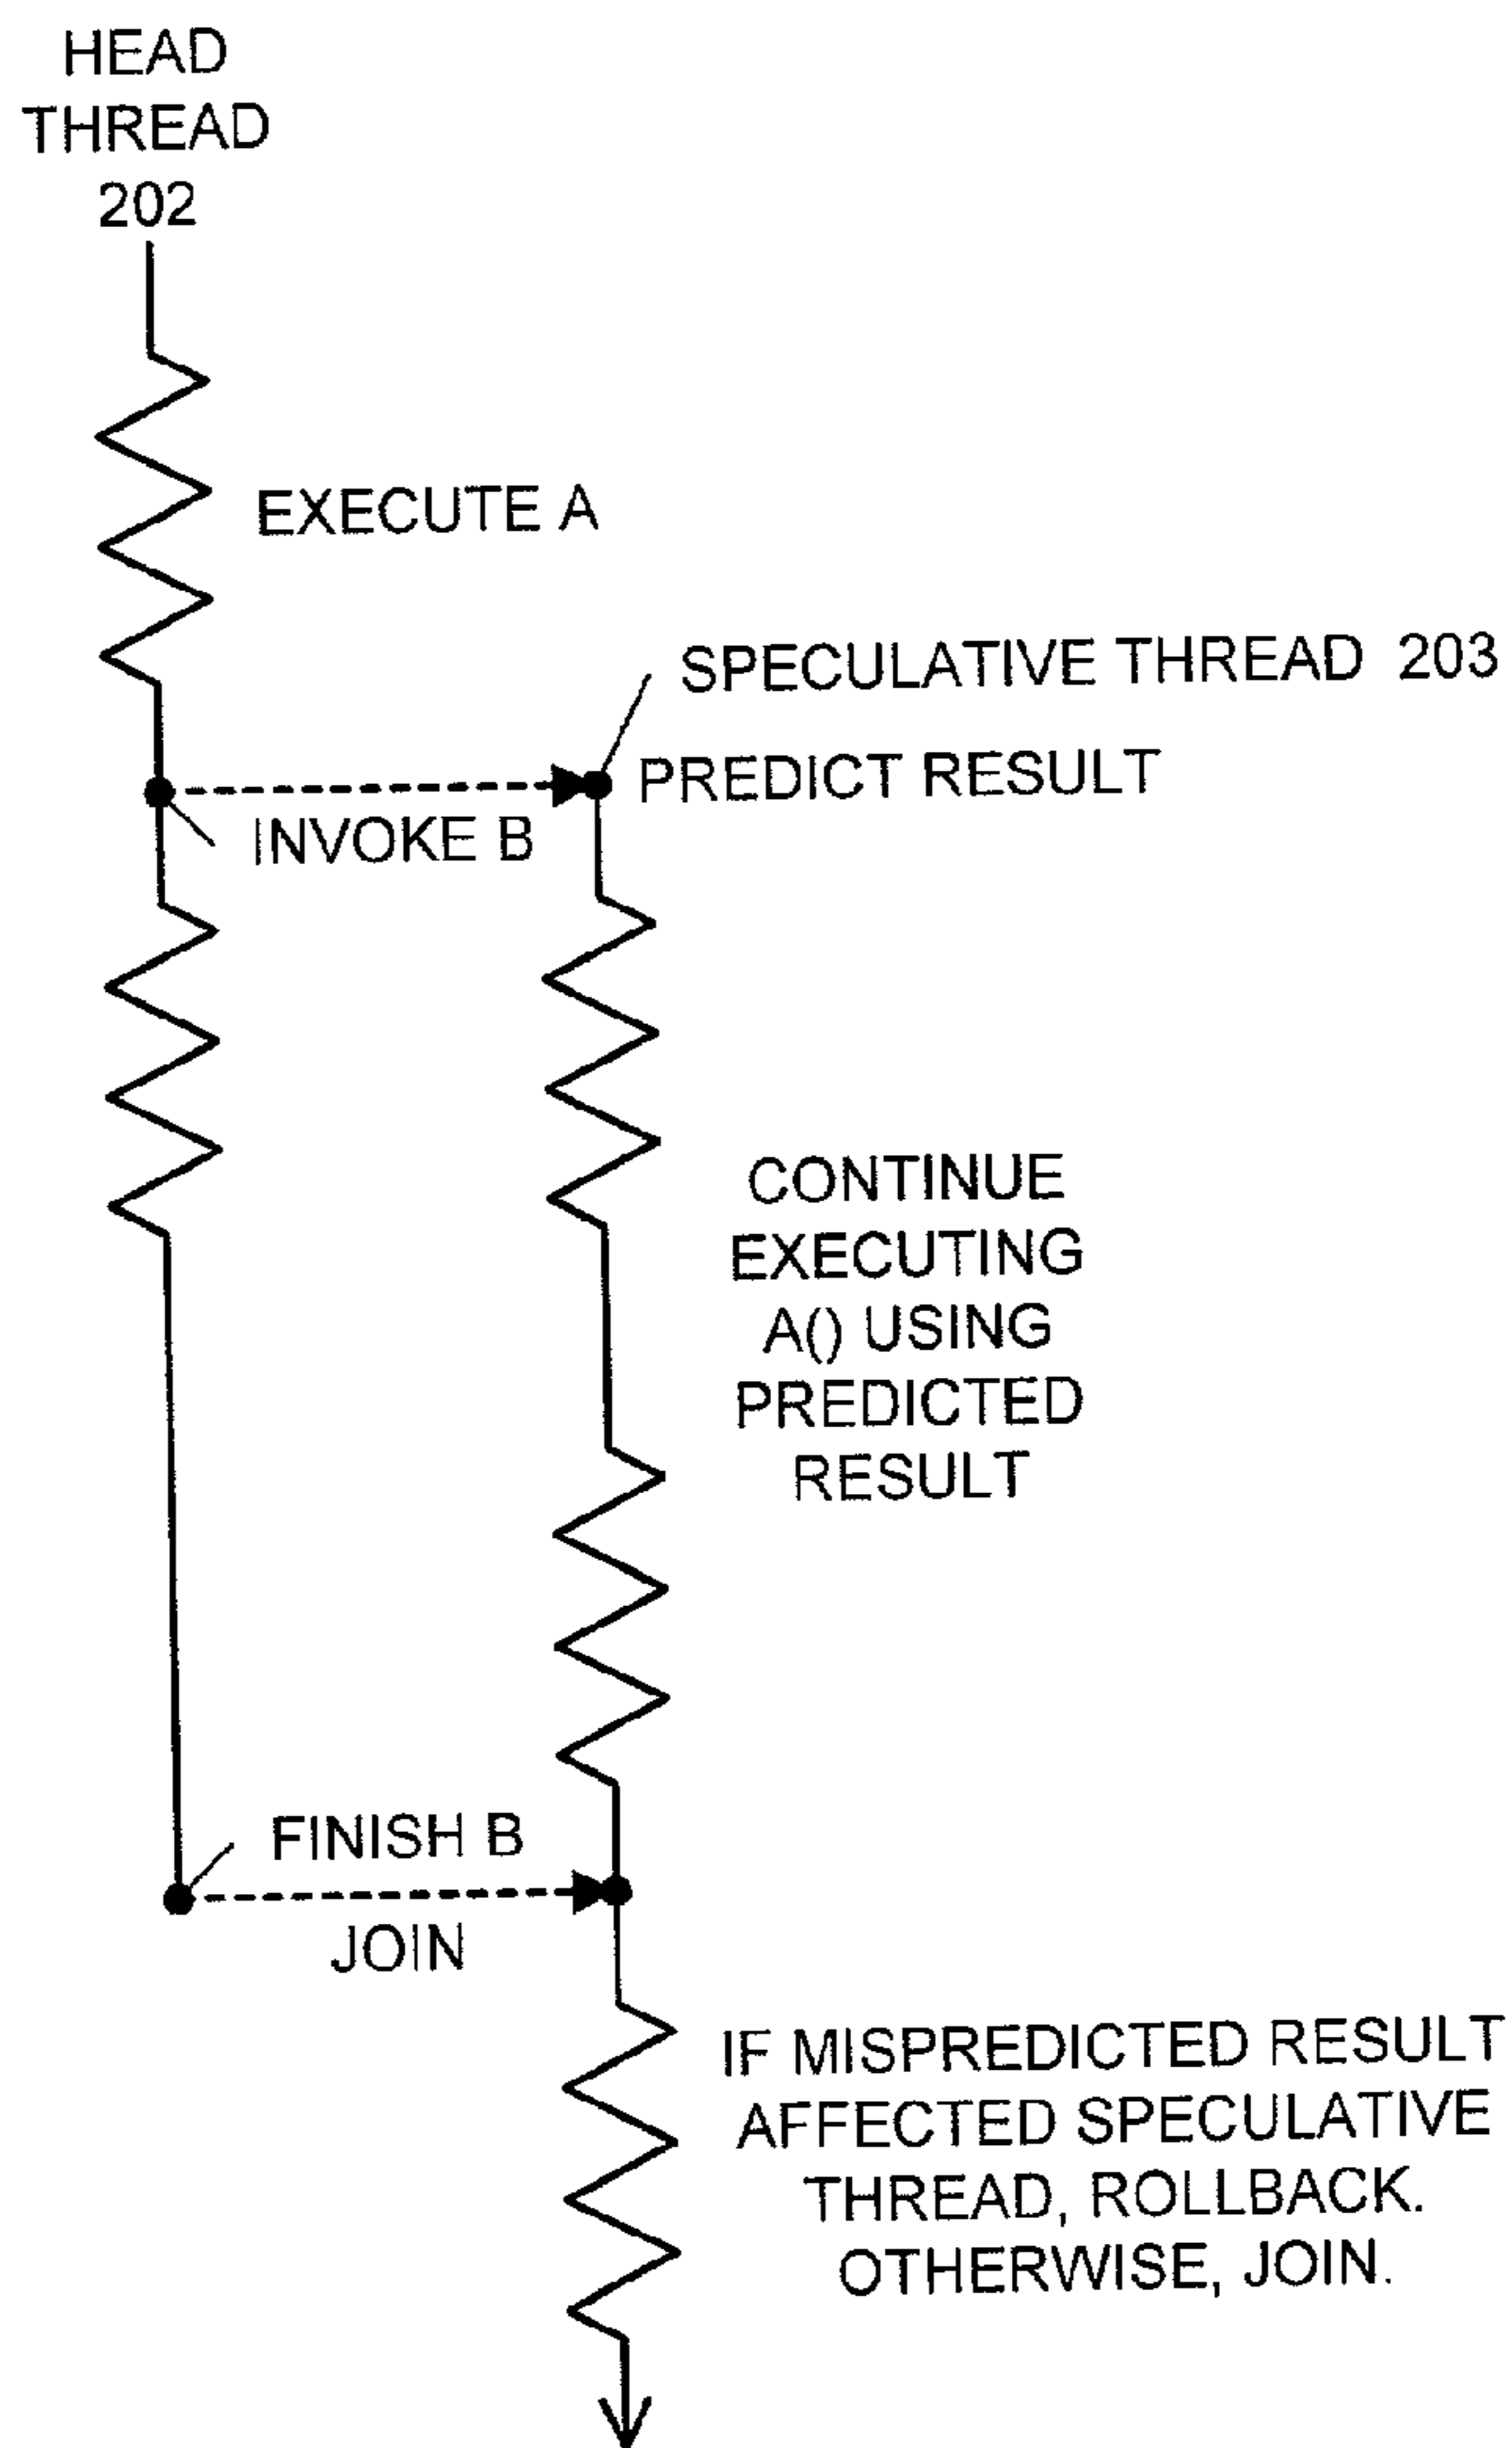 HEAD
THREAD
202
EXECUTE A
SPECULATIVE THREAD 203
PREDICT RESULT
INVOKE B
CONTINUE
EXECUTING
A() USING
PREDICTED
RESULT
FINISH B
JOIN
IF MISPREDICTED RESULT
AFFECTED SPECULATIVE
THREAD, ROLLBACK.
OTHERWISE, JOIN.